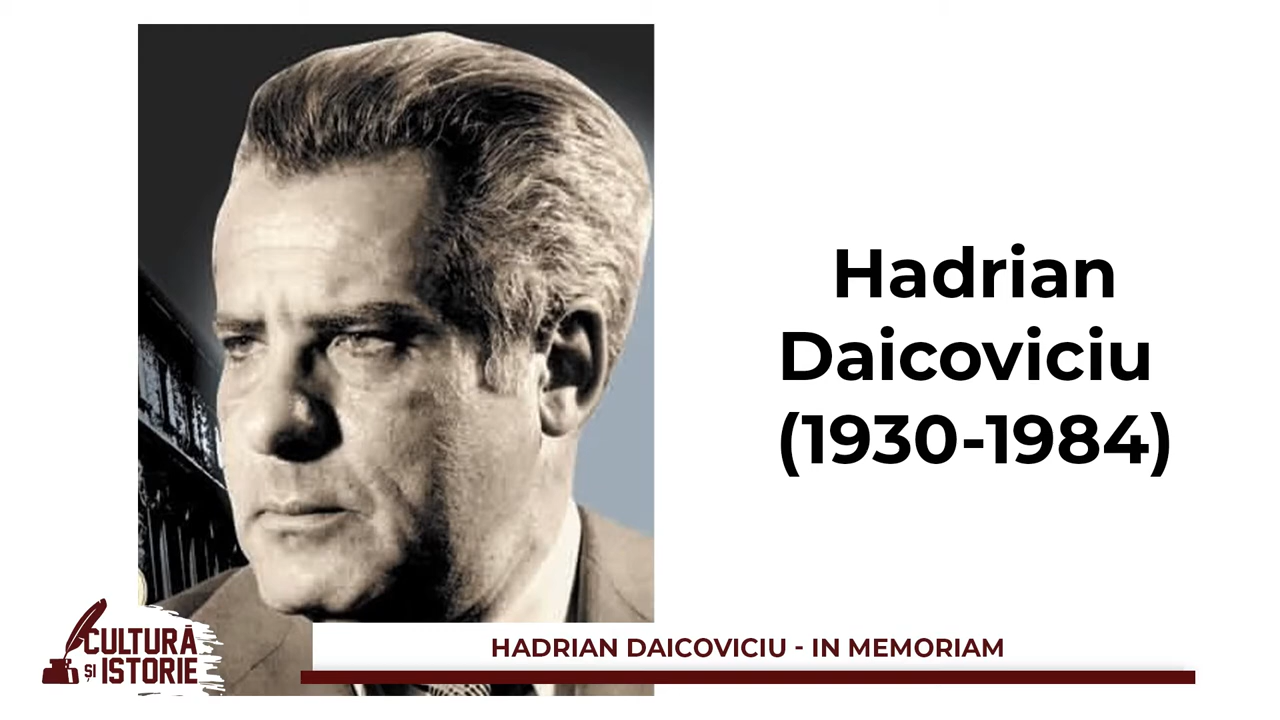 Hadrian
Daicoviciu
(1930-1984)
HADRIAN DAICOVICIU - IN MEMORIAM
CULTURĂ
ȘI ISTORIE